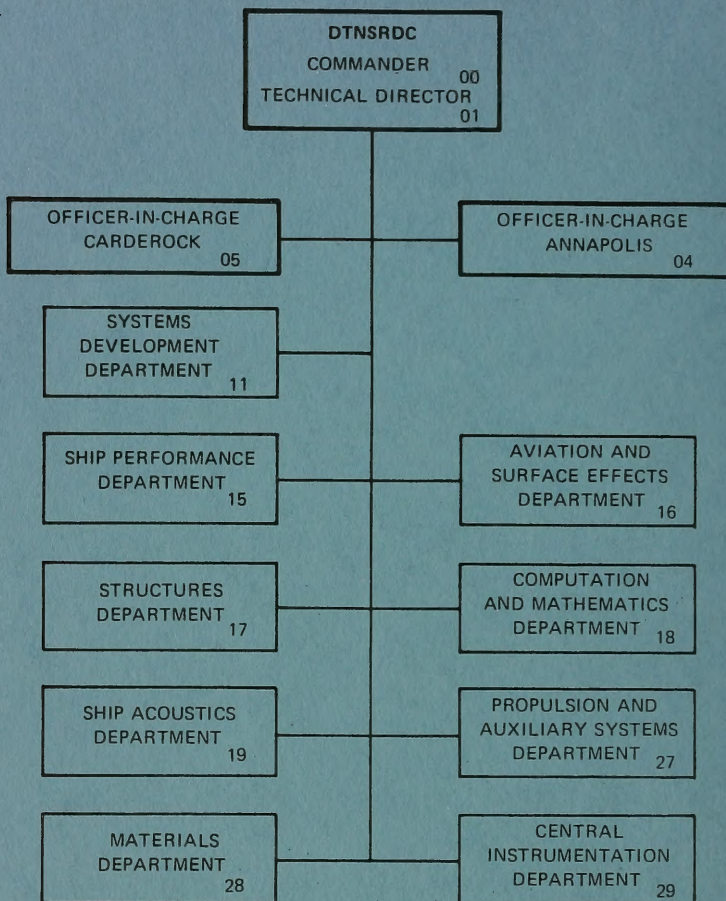 DTNSRDC
COMMANDER
00
TECHNICAL DIRECTOR
01
OFFICER-IN-CHARGE
CARDEROCK
05
OFFICER-IN-CHARGE
ANNAPOLIS
04
SYSTEMS
DEVELOPMENT
DEPARTMENT
11
SHIP PERFORMANCE
DEPARTMENT
15
AVIATION AND
SURFACE EFFECTS
DEPARTMENT
16
STRUCTURES
DEPARTMENT
17
COMPUTATION
AND MATHEMATICS
DEPARTMENT
18
SHIP ACOUSTICS
DEPARTMENT
19
PROPULSION AND
AUXILIARY SYSTEMS
DEPARTMENT
27
MATERIALS
DEPARTMENT
28
CENTRAL
INSTRUMENTATION
DEPARTMENT
29